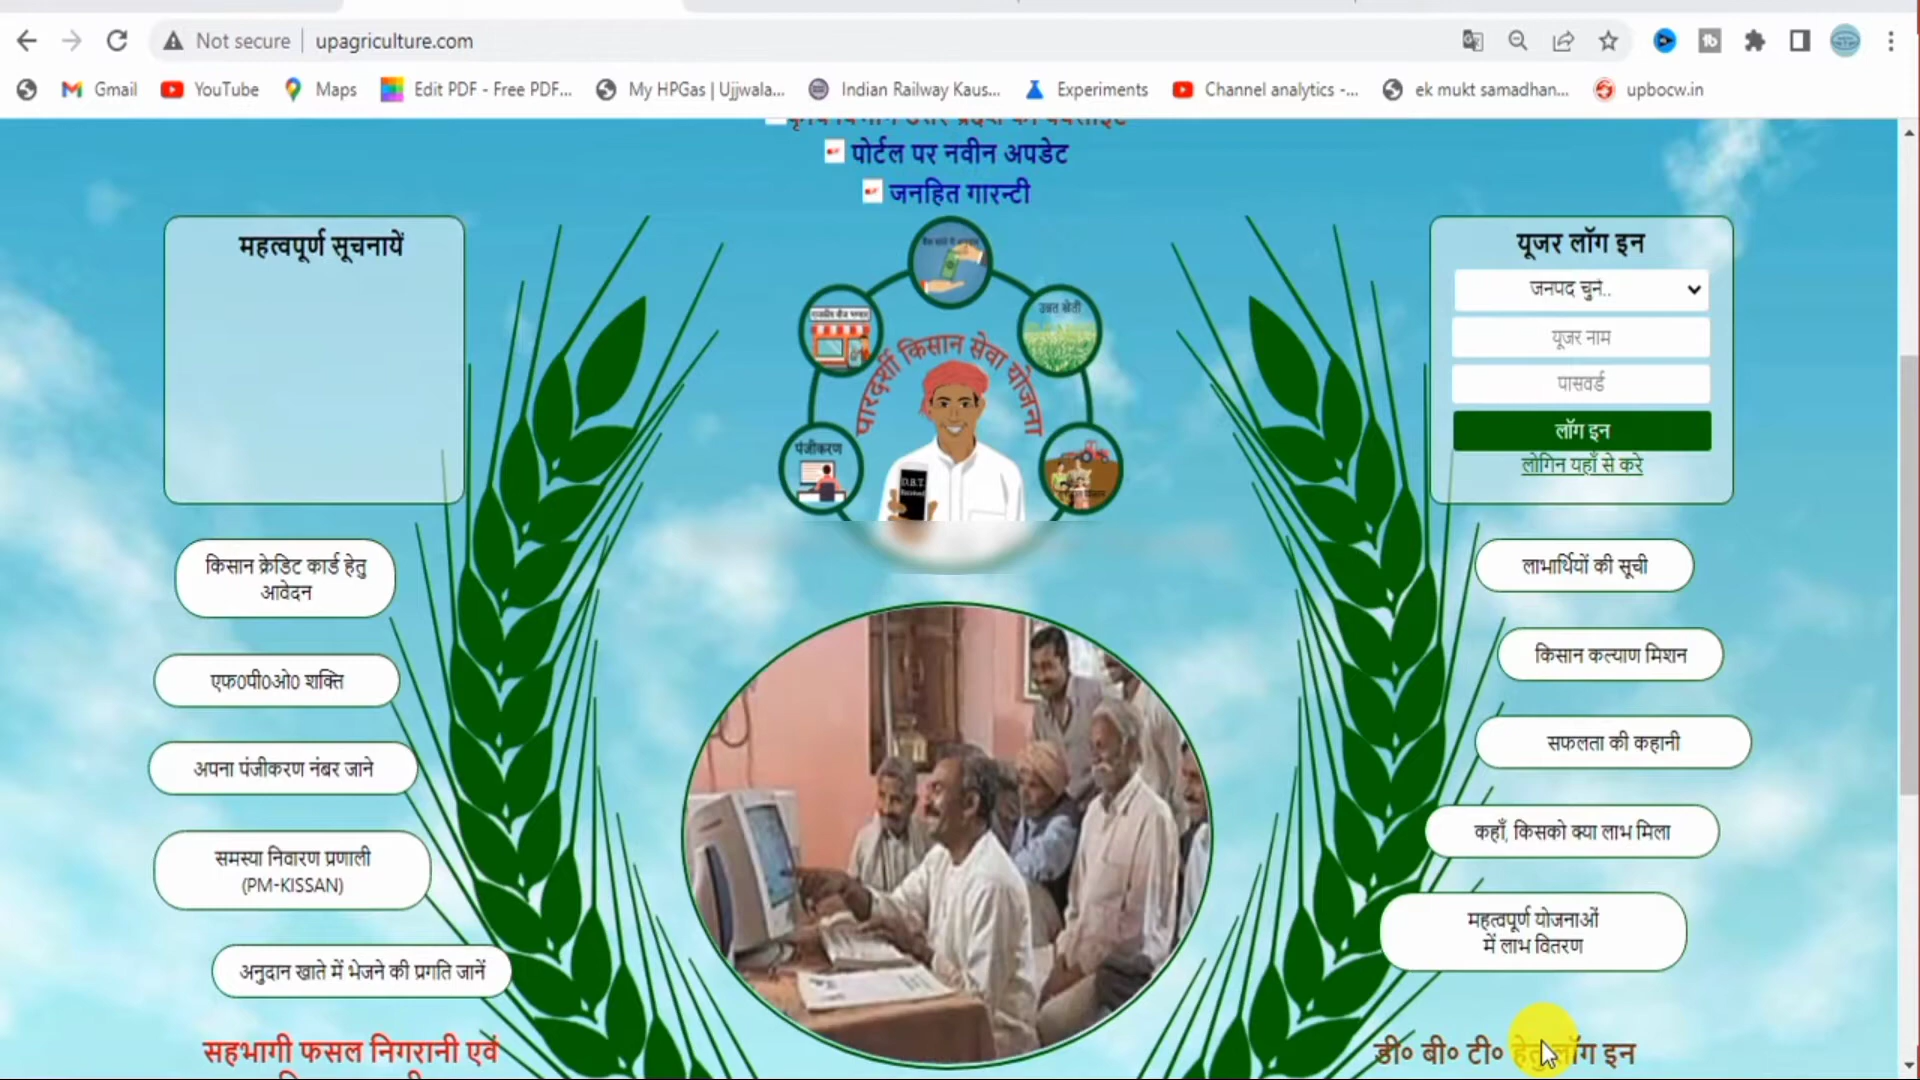 Not secure
upagriculture.com
Gmail
YouTube
Maps
Edit PDF - Free PDF...
My HPGas | Ujjwala...
Indian Railway Kaus...
Experiments
Channel analytics -...
ek mukt samadhan...
upbocw.in
पोर्टल पर नवीन अपडेट
जनहित गारन्टी
महत्वपूर्ण सूचनायें
यूजर लॉग इन
जनपद चुने..
यूजर नाम
पासवर्ड
लॉग इन
लोगिन यहाँ से करे
उन्नत खेती
पारदर्शी किसान सेवा योजना
पंजीकरण
D.B.T.
किसान क्रेडिट कार्ड हेतु
आवेदन
एफ0पी0ओ0 शक्ति
अपना पंजीकरण नंबर जाने
समस्या निवारण प्रणाली
(PM-KISSAN)
अनुदान खाते में भेजने की प्रगति जानें
लाभार्थियों की सूची
किसान कल्याण मिशन
सफलता की कहानी
कहाँ, किसको क्या लाभ मिला
महत्वपूर्ण योजनाओं
में लाभ वितरण
सहभागी फसल निगरानी एवं
डी० बी० टी० हेतु लॉग इन